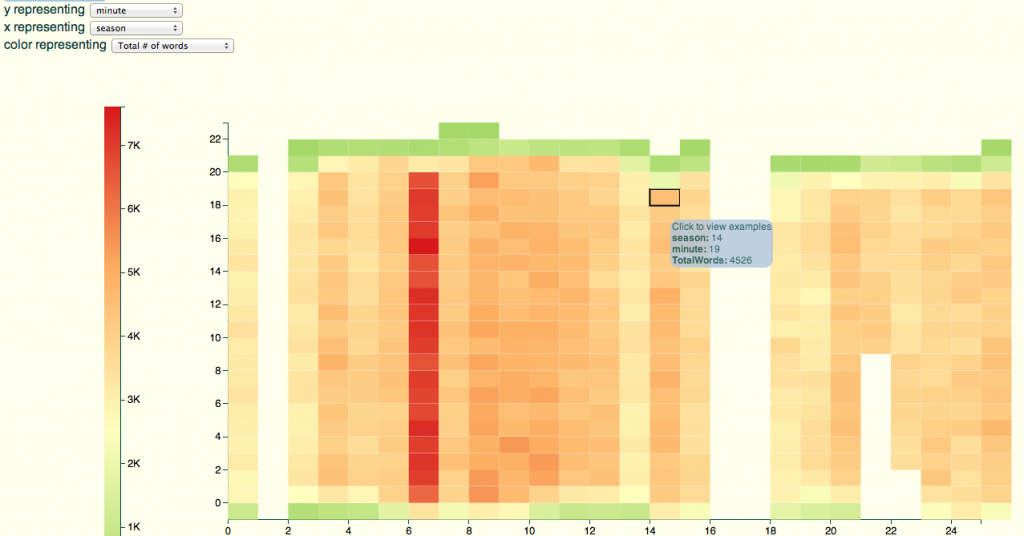 y representing minute
x representing season
color representing Total # of words
7K
6K
5K
4K
3K
2K
1K
22
20
18
16
14
12
10
8
6
4
2
0
Click to view examples
season: 14
minute: 19
TotalWords: 4526
0 2 4 6 8 10 12 14 16 18 20 22 24